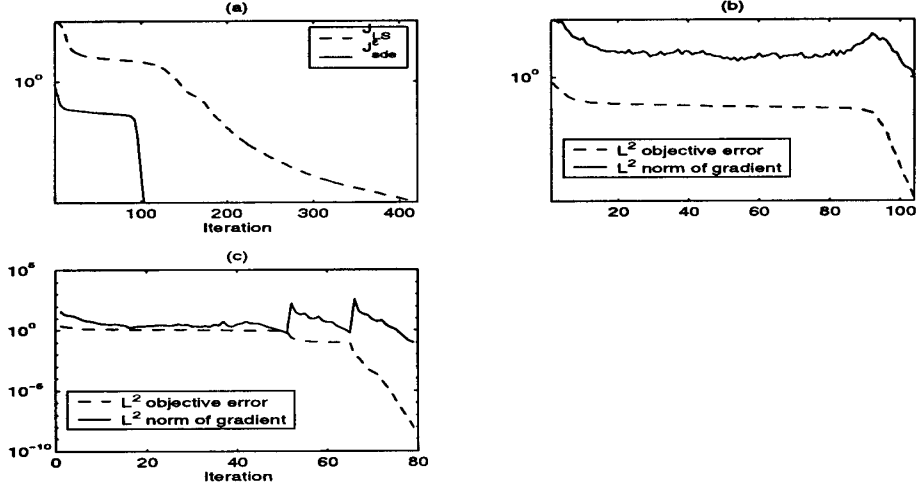 (a)
J LS
J ε ade
10⁰
100
200
300
400
Iteration
(b)
10⁰
L² objective error
L² norm of gradient
20
40
60
80
100
(c)
10⁵
10⁰
10⁻⁵
10⁻¹⁰
L² objective error
L² norm of gradient
0
20
40
60
80
Iteration